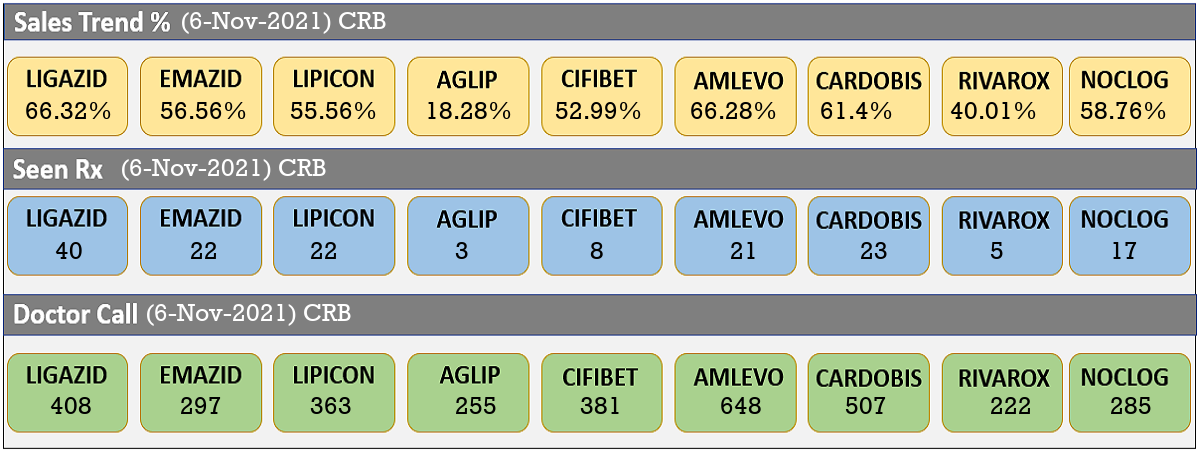 Sales Trend % (6-Nov-2021) CRB
LIGAZID EMAZID LIPICON AGLIP CIFIBET AMLEVO CARDOBIS RIVAROX NOCLOG
66.32% 56.56% 55.56% 18.28% 52.99% 66.28% 61.4% 40.01% 58.76%
Seen Rx (6-Nov-2021) CRB
LIGAZID EMAZID LIPICON AGLIP CIFIBET AMLEVO CARDOBIS RIVAROX NOCLOG
40 22 22 3 8 21 23 5 17
Doctor Call (6-Nov-2021) CRB
LIGAZID EMAZID LIPICON AGLIP CIFIBET AMLEVO CARDOBIS RIVAROX NOCLOG
408 297 363 255 381 648 507 222 285